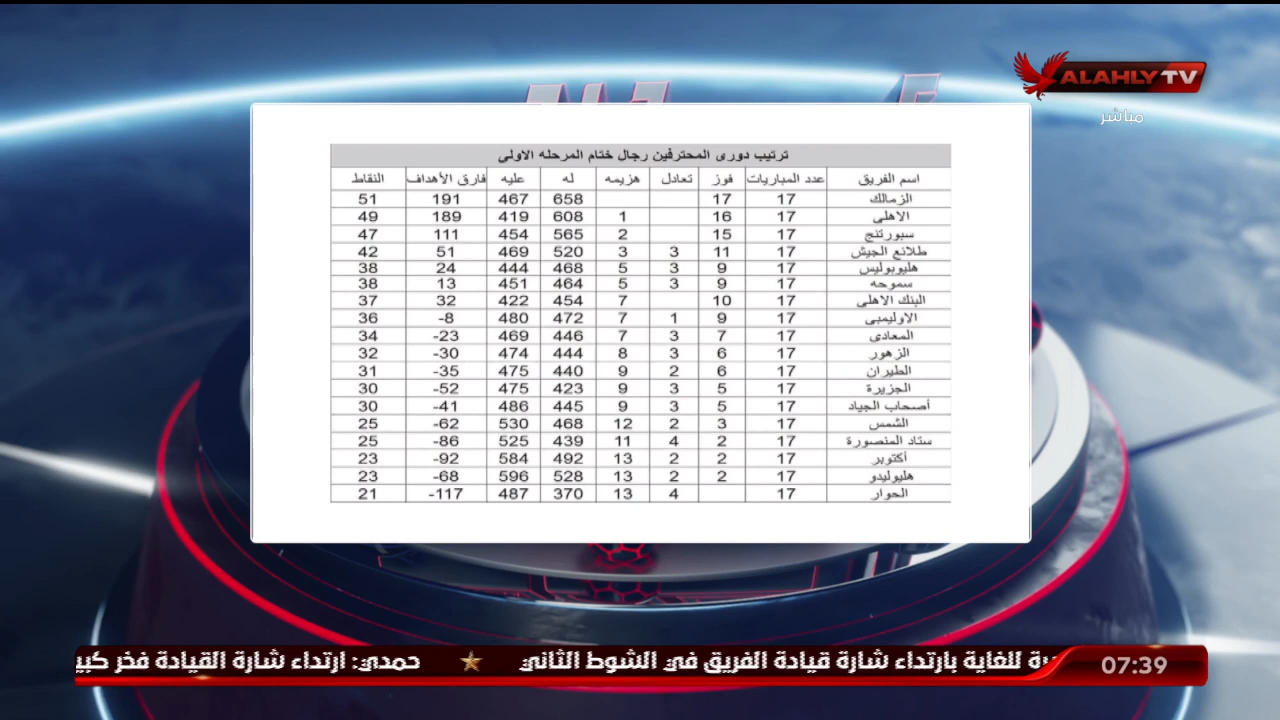 ALAHLY TV
مباشر
ترتيب دورى المحترفين رجال ختام المرحله الاولى
اسم الفريق عدد المباريات فوز تعادل هزيمه له عليه فارق الأهداف النقاط
الزمالك 17 17 658 467 191 51
الاهلى 17 16 1 608 419 189 49
سبورتنج 17 15 2 565 454 111 47
طلائع الجيش 17 11 3 3 520 469 51 42
هليوبوليس 17 9 3 5 468 444 24 38
سموحه 17 9 3 5 464 451 13 38
البنك الاهلى 17 10 7 454 422 32 37
الاوليمبى 17 9 1 7 472 480 -8 36
المعادى 17 7 3 7 446 469 -23 34
الزهور 17 6 3 8 444 474 -30 32
الطيران 17 6 2 9 440 475 -35 31
الجزيرة 17 5 3 9 423 475 -52 30
أصحاب الجياد 17 5 3 9 445 486 -41 30
الشمس 17 3 2 12 468 530 -62 25
ستاد المنصورة 17 2 4 11 439 525 -86 25
أكتوبر 17 2 2 13 492 584 -92 23
هليوليدو 17 2 2 13 528 596 -68 23
الحوار 17 4 13 370 487 -117 21
07:39 للغاية بارتداء شارة قيادة الفريق في الشوط الثاني حمدي: ارتداء شارة القيادة فخر